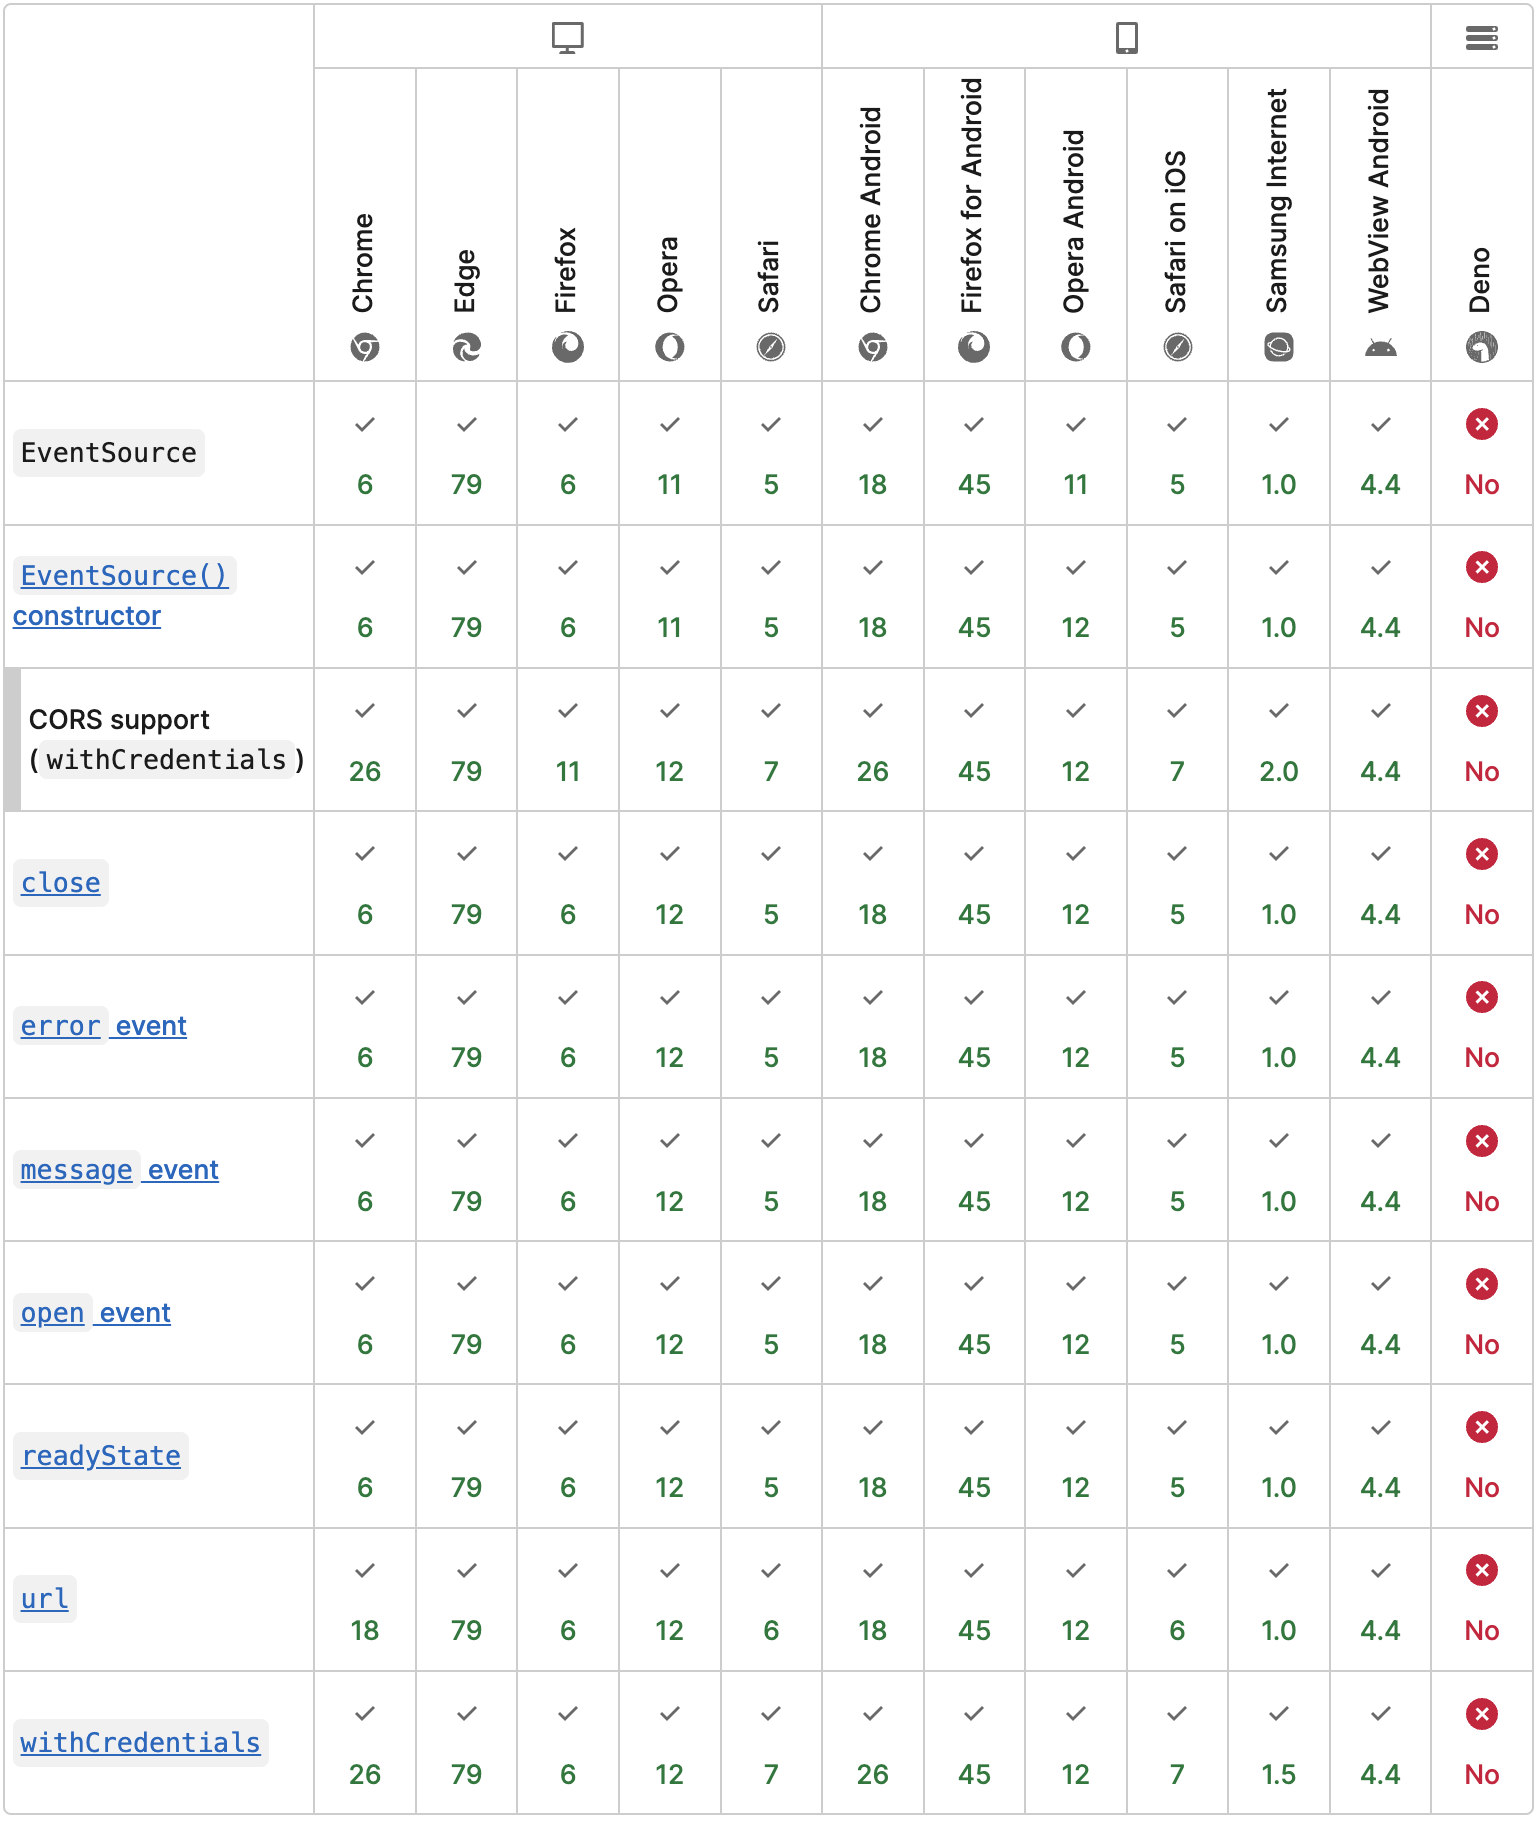 Chrome Edge Firefox Opera Safari Chrome Android Firefox for Android Opera Android Safari on iOS Samsung Internet WebView Android Deno
EventSource
6 79 6 11 5 18 45 11 5 1.0 4.4 No
EventSource()
constructor
6 79 6 11 5 18 45 12 5 1.0 4.4 No
CORS support
(withCredentials)
26 79 11 12 7 26 45 12 7 2.0 4.4 No
close
6 79 6 12 5 18 45 12 5 1.0 4.4 No
error event
6 79 6 12 5 18 45 12 5 1.0 4.4 No
message event
6 79 6 12 5 18 45 12 5 1.0 4.4 No
open event
6 79 6 12 5 18 45 12 5 1.0 4.4 No
readyState
6 79 6 12 5 18 45 12 5 1.0 4.4 No
url
18 79 6 12 6 18 45 12 6 1.0 4.4 No
withCredentials
26 79 6 12 7 26 45 12 7 1.5 4.4 No